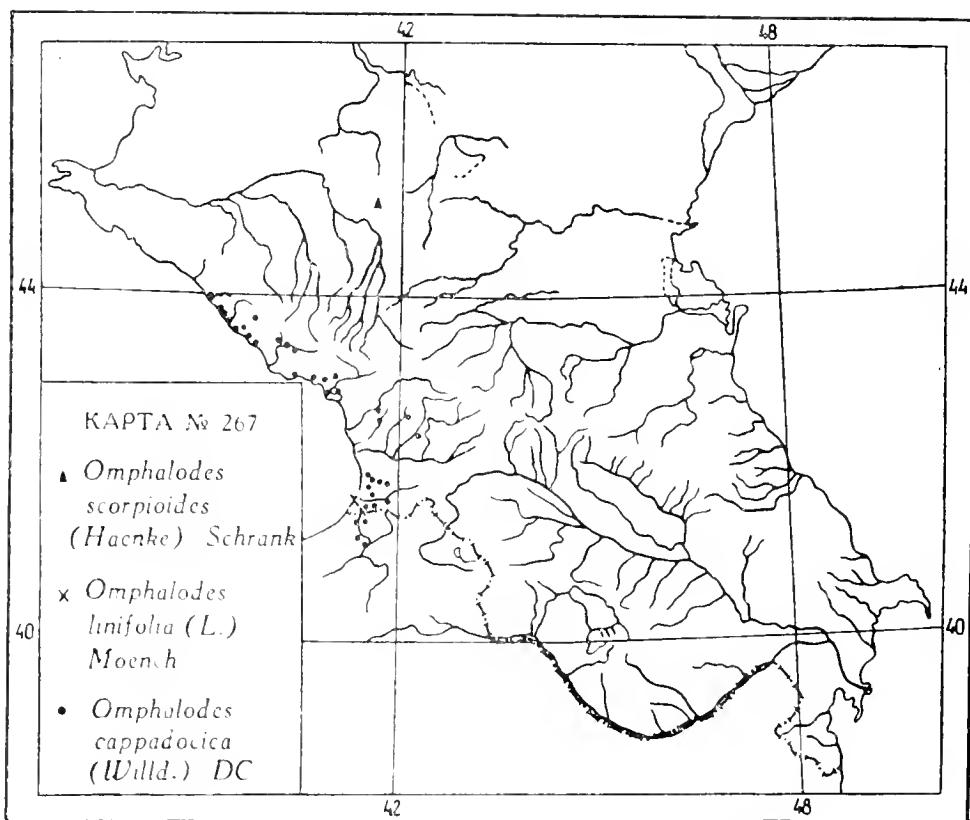 42 48
44 44
КАРТА № 267
Omphalodes
scorpioides
(Haenke) Schrank
Omphalodes
linifolia (L.)
Moench
Omphalodes
cappadocica
(Willd.) DC
40 40
42 48